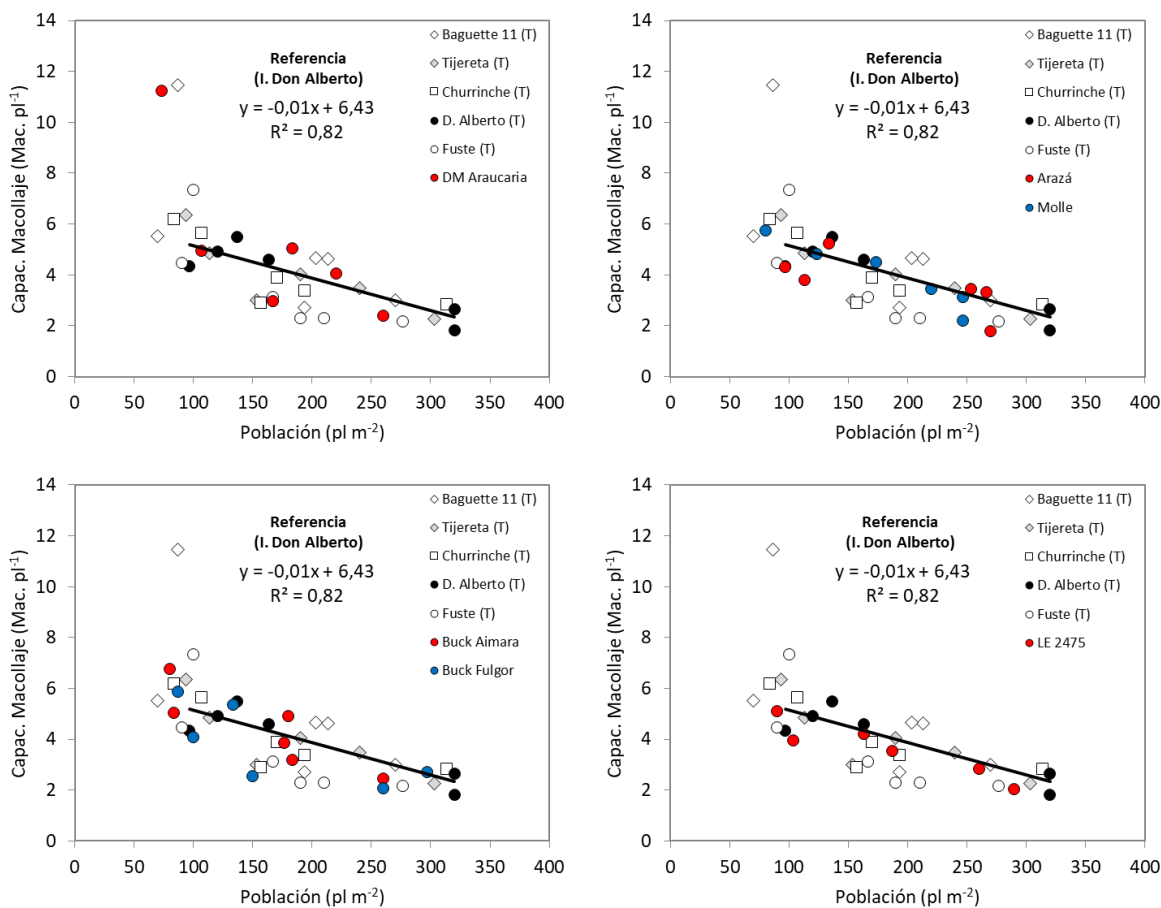 Capac. Macollaje (Mac. pl-1)
14
12
10
8
6
4
2
0
Referencia
(I. Don Alberto)
y = -0,01x + 6,43
R² = 0,82
Baguette 11 (T)
Tijereta (T)
Churrinche (T)
D. Alberto (T)
Fuste (T)
DM Araucaria
0 50 100 150 200 250 300 350 400
Población (pl m-2)
Capac. Macollaje (Mac. pl-1)
14
12
10
8
6
4
2
0
Referencia
(I. Don Alberto)
y = -0,01x + 6,43
R² = 0,82
Baguette 11 (T)
Tijereta (T)
Churrinche (T)
D. Alberto (T)
Fuste (T)
Arazá
Molle
0 50 100 150 200 250 300 350 400
Población (pl m-2)
Capac. Macollaje (Mac. pl-1)
14
12
10
8
6
4
2
0
Referencia
(I. Don Alberto)
y = -0,01x + 6,43
R² = 0,82
Baguette 11 (T)
Tijereta (T)
Churrinche (T)
D. Alberto (T)
Fuste (T)
Buck Aimara
Buck Fulgor
0 50 100 150 200 250 300 350 400
Población (pl m-2)
Capac. Macollaje (Mac. pl-1)
14
12
10
8
6
4
2
0
Referencia
(I. Don Alberto)
y = -0,01x + 6,43
R² = 0,82
Baguette 11 (T)
Tijereta (T)
Churrinche (T)
D. Alberto (T)
Fuste (T)
LE 2475
0 50 100 150 200 250 300 350 400
Población (pl m-2)